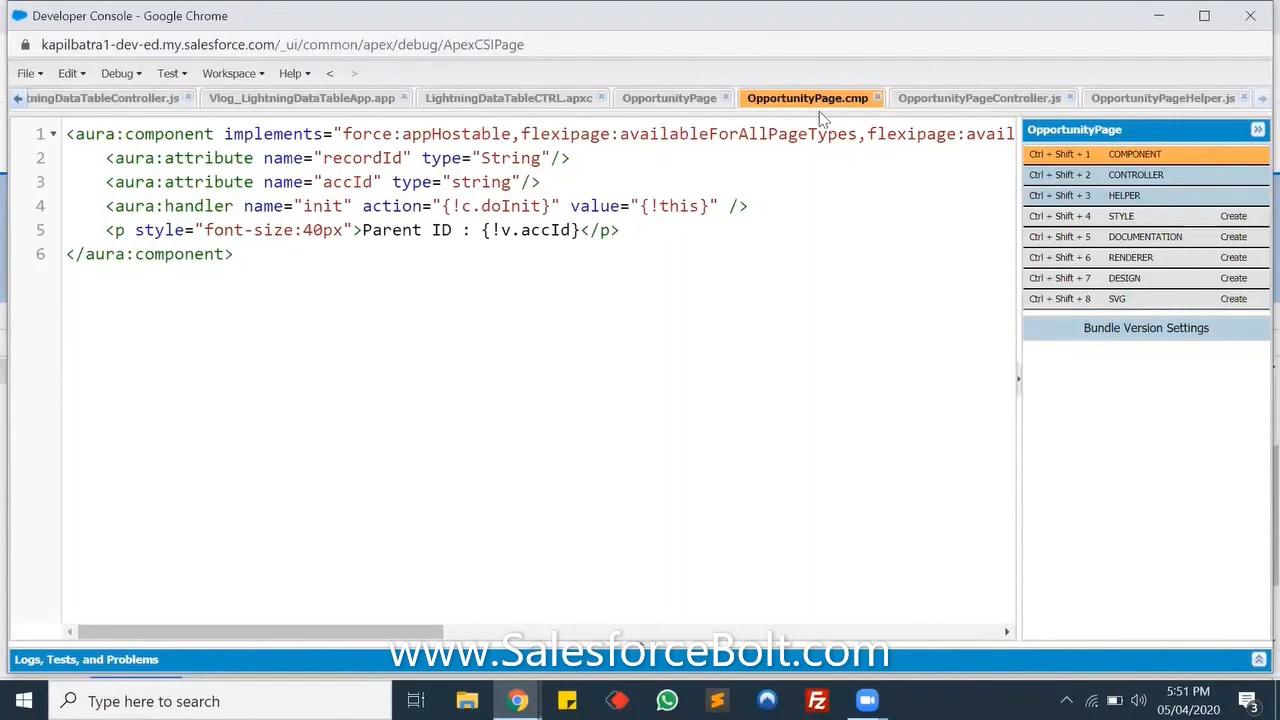 Developer Console - Google Chrome
kapilbatra1-dev-ed.my.salesforce.com/_ui/common/apex/debug/ApexCSIPage
File Edit Debug Test Workspace Help < >
tningDataTableController.js Vlog_LightningDataTableApp.app LightningDataTableCTRL.apxc OpportunityPage OpportunityPage.cmp OpportunityPageController.js OpportunityPageHelper.js
1 <aura:component implements="force:appHostable,flexipage:availableForAllPageTypes,flexipage:avail
2 <aura:attribute name="recordId" type="String"/>
3 <aura:attribute name="accId" type="string"/>
4 <aura:handler name="init" action="{!c.doInit}" value="{!this}" />
5 <p style="font-size:40px">Parent ID : {!v.accId}</p>
6 </aura:component>
OpportunityPage
Ctrl + Shift + 1 COMPONENT
Ctrl + Shift + 2 CONTROLLER
Ctrl + Shift + 3 HELPER
Ctrl + Shift + 4 STYLE Create
Ctrl + Shift + 5 DOCUMENTATION Create
Ctrl + Shift + 6 RENDERER Create
Ctrl + Shift + 7 DESIGN Create
Ctrl + Shift + 8 SVG Create
Bundle Version Settings
Logs, Tests, and Problems
www.SalesforceBolt.com
Type here to search
5:51 PM
05/04/2020
3